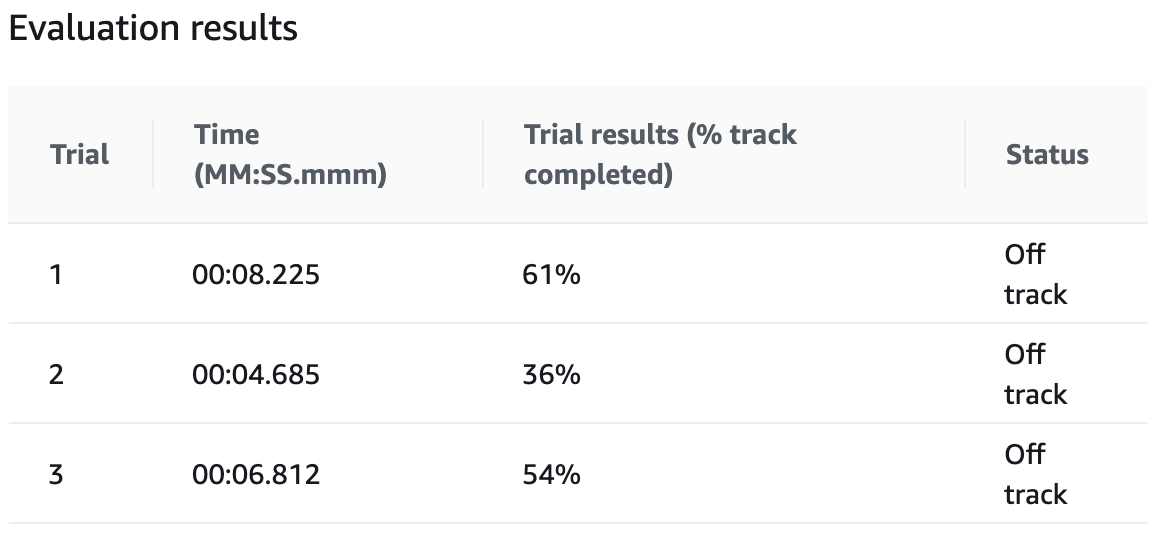 Evaluation results
Trial
Time
(MM:SS.mmm)
Trial results (% track
completed)
Status
1
00:08.225
61%
Off
track
2
00:04.685
36%
Off
track
3
00:06.812
54%
Off
track